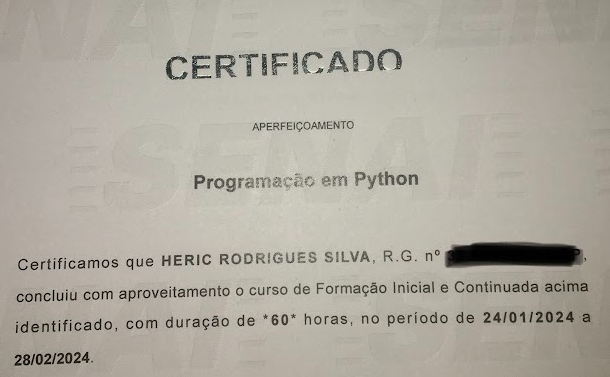 CERTIFICADO
APERFEIÇOAMENTO
Programação em Python
Certificamos que HERIC RODRIGUES SILVA, R.G. nº
concluiu com aproveitamento o curso de Formação Inicial e Continuada acima
identificado, com duração de *60* horas, no período de 24/01/2024 a
28/02/2024.
SENAI